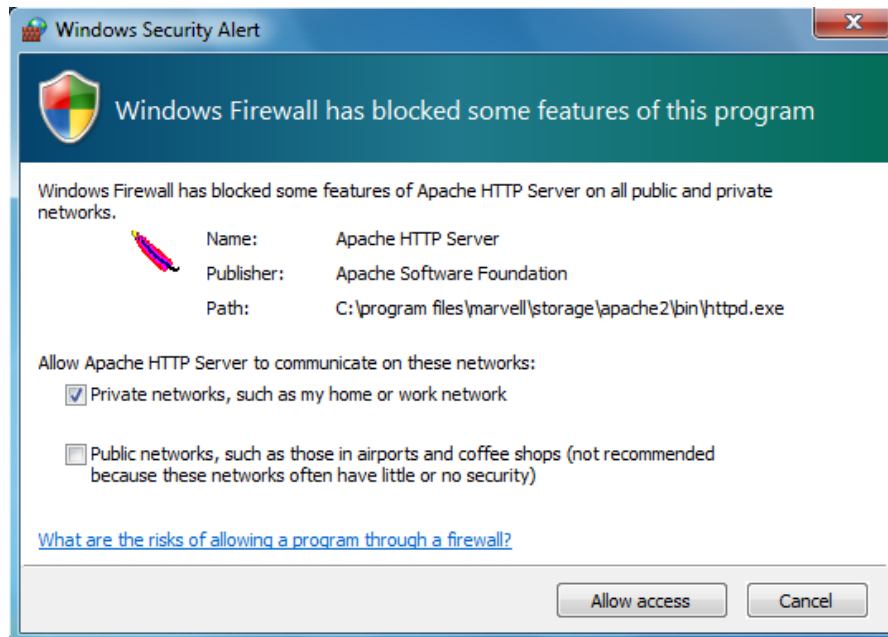 Windows Security Alert
Windows Firewall has blocked some features of this program
Windows Firewall has blocked some features of Apache HTTP Server on all public and private
networks.
Name: Apache HTTP Server
Publisher: Apache Software Foundation
Path: C:\program files\marvell\storage\apache2\bin\httpd.exe
Allow Apache HTTP Server to communicate on these networks:
Private networks, such as my home or work network
Public networks, such as those in airports and coffee shops (not recommended
because these networks often have little or no security)
What are the risks of allowing a program through a firewall?
Allow access Cancel